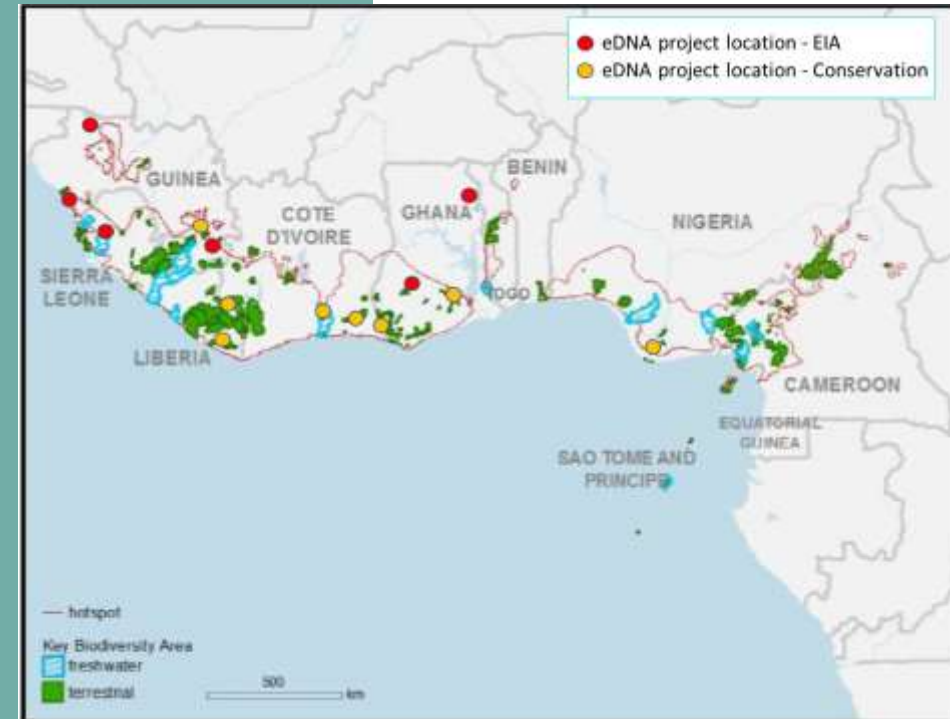 eDNA project location - EIA
eDNA project location - Conservation
GUINEA
BENIN
COTE
D'IVOIRE
GHANA
NIGERIA
SIERRA
LEONE
TOGO
LIBERIA
CAMEROON
EQUATORIAL
GUINEA
SAO TOME AND
PRINCIPE
hotspot
Key Biodiversity Area
freshwater
terrestrial
500
km